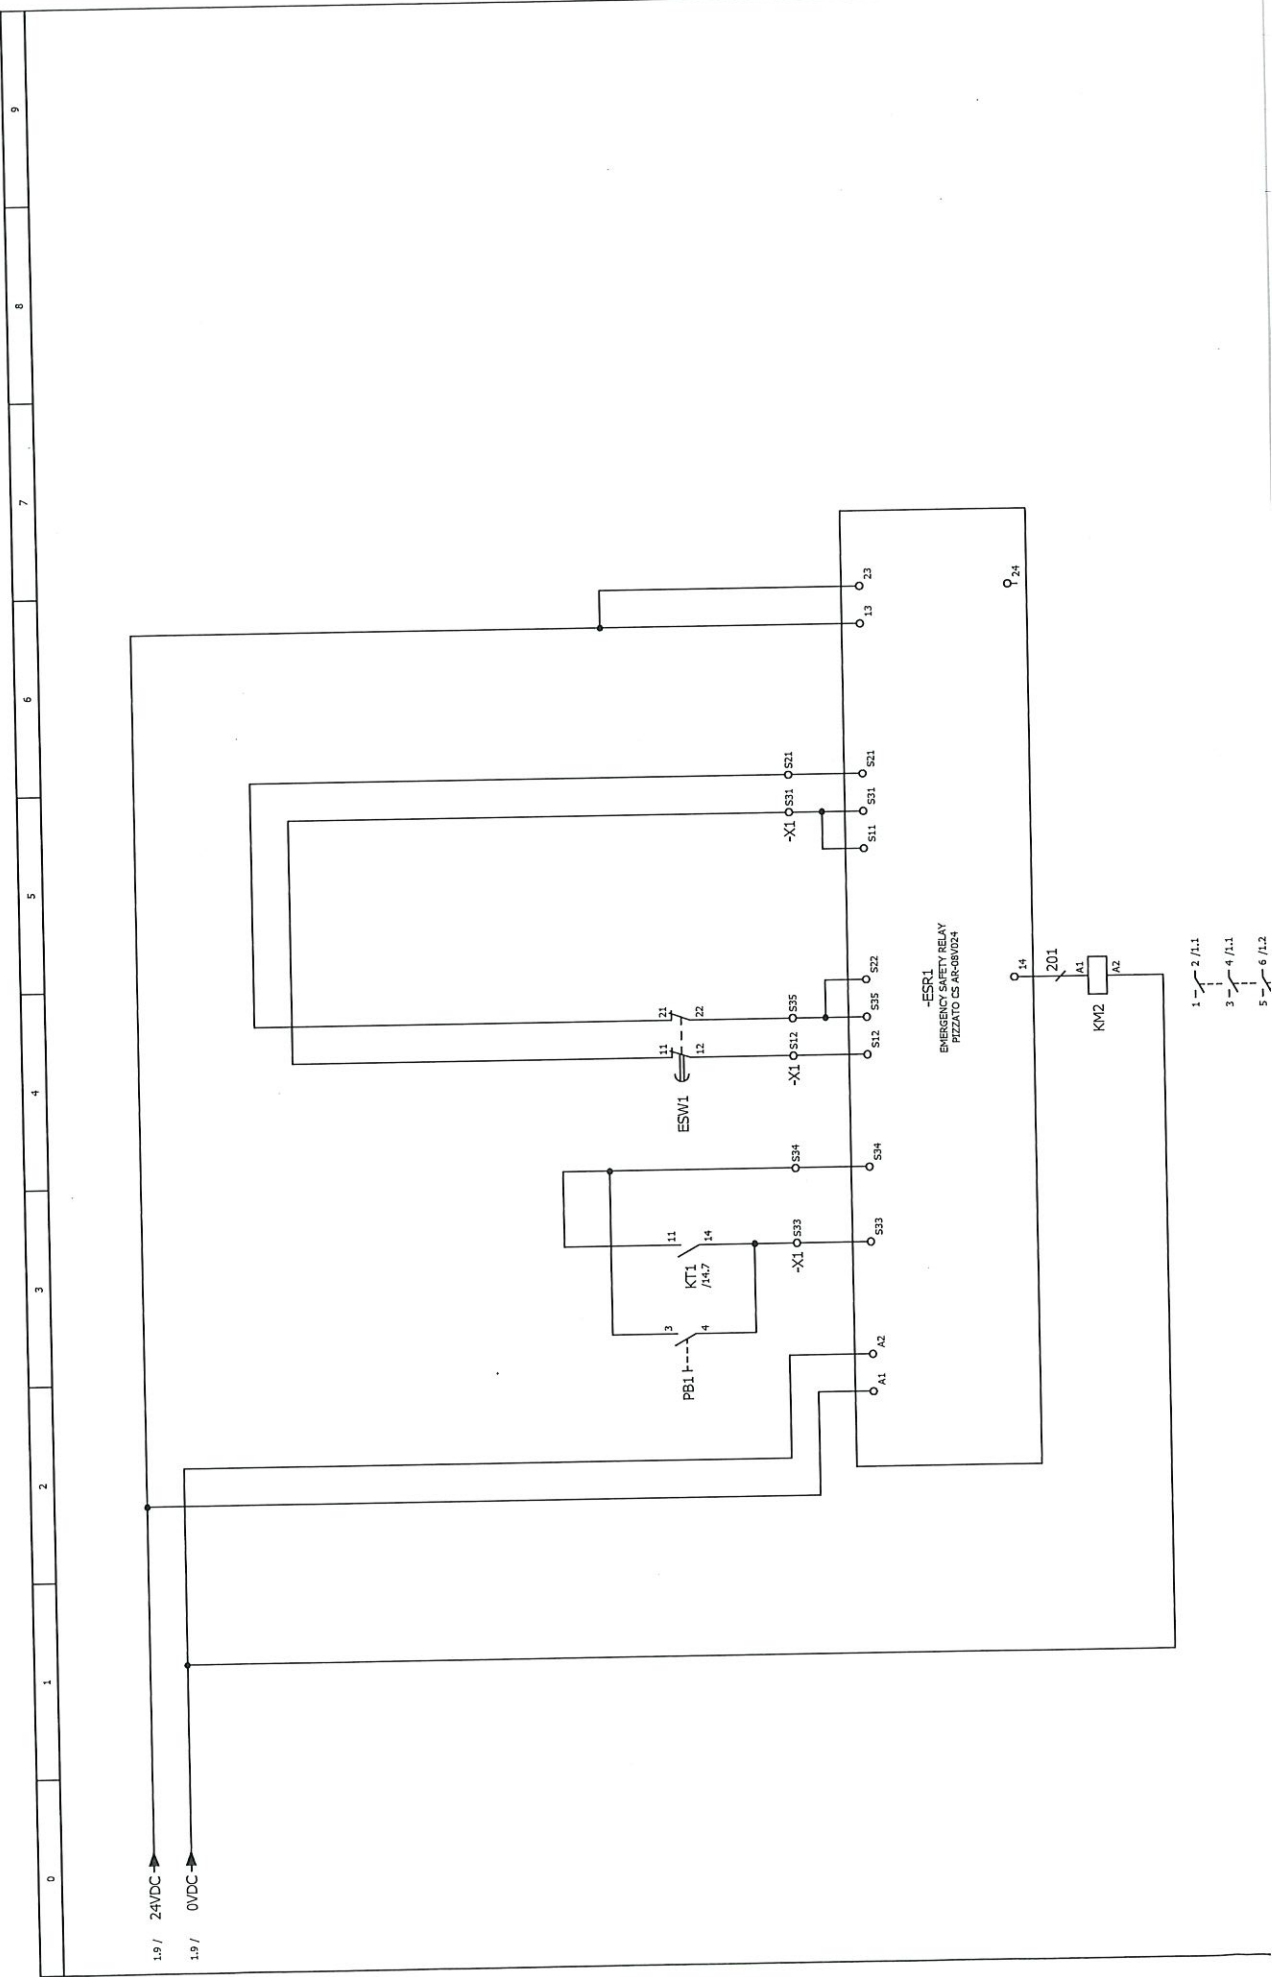 0 1 2 3 4 5 6 7 8 9
1.9 / 24VDC
1.9 / 0VDC
PB1
3
4
KT1
/14.7
11
14
-X1 S33
S34
ESW1
11
12
21
22
-X1 S12
S35
-X1 S31
S21
A1
A2
S33
S34
S12
S35
S22
S11
S31
S21
13
23
-ESR1
EMERGENCY SAFETY RELAY
PIZZATO CS AR-08V024
14
24
201
KM2
A1
A2
1 2 /1.1
3 4 /1.1
5 6 /1.2